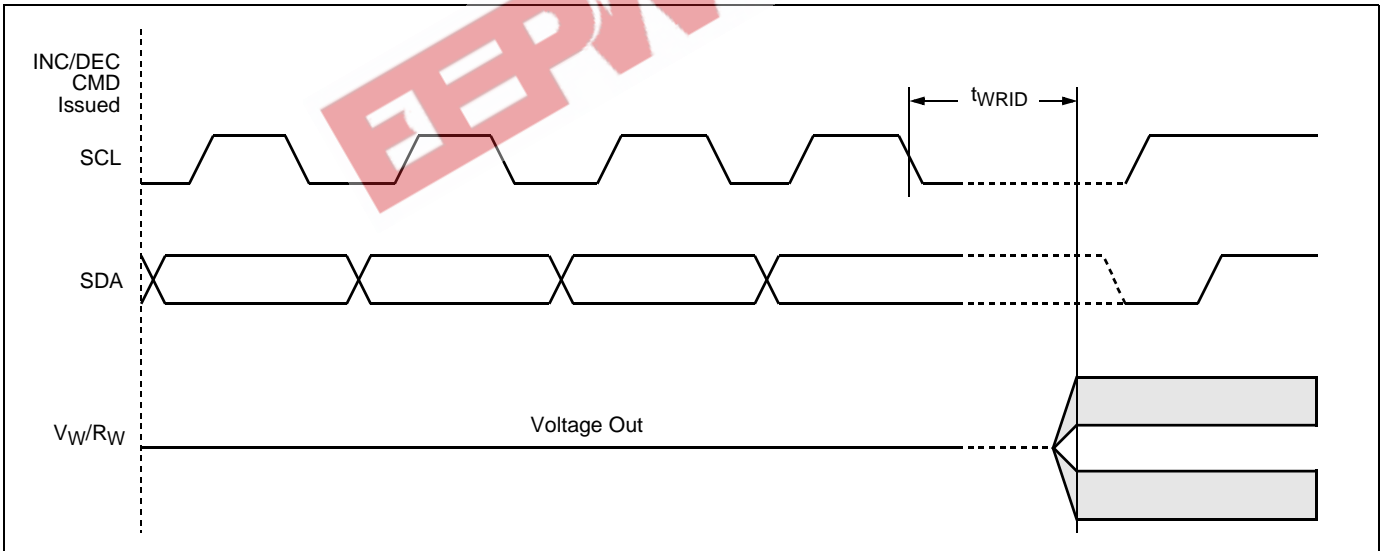 INC/DEC
CMD
Issued
tWRID
SCL
SDA
Voltage Out
VW/RW